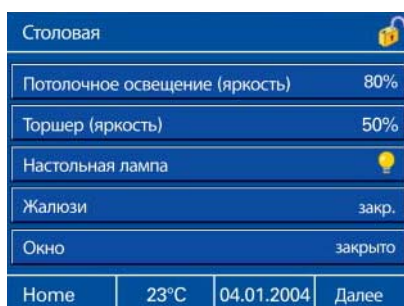 Столовая
Потолочное освещение (яркость) 80%
Торшер (яркость) 50%
Настольная лампа
Жалюзи закр.
Окно закрыто
Home 23°C 04.01.2004 Далее